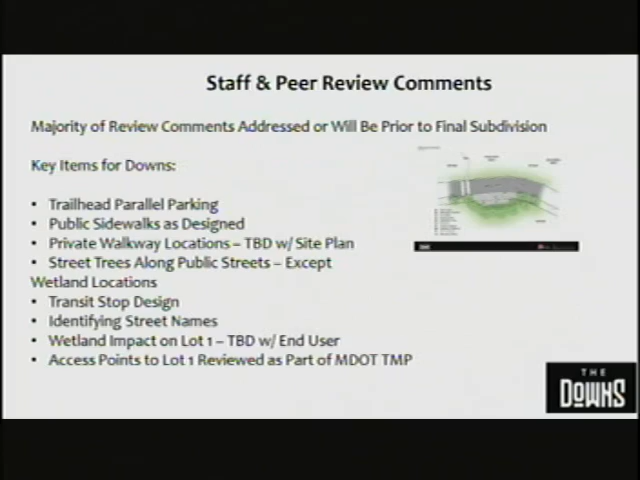 Staff & Peer Review Comments
Majority of Review Comments Addressed or Will Be Prior to Final Subdivision
Key Items for Downs:
• Trailhead Parallel Parking
• Public Sidewalks as Designed
• Private Walkway Locations – TBD w/ Site Plan
• Street Trees Along Public Streets – Except
Wetland Locations
• Transit Stop Design
• Identifying Street Names
• Wetland Impact on Lot 1 – TBD w/ End User
• Access Points to Lot 1 Reviewed as Part of MDOT TMP
THE
DOWNS